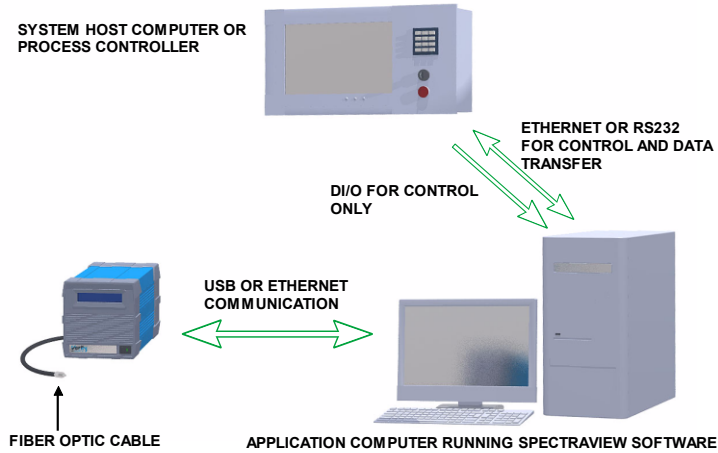 SYSTEM HOST COMPUTER OR
PROCESS CONTROLLER
ETHERNET OR RS232
FOR CONTROL AND DATA
TRANSFER
DI/O FOR CONTROL
ONLY
USB OR ETHERNET
COMMUNICATION
FIBER OPTIC CABLE
APPLICATION COMPUTER RUNNING SPECTRAVIEW SOFTWARE